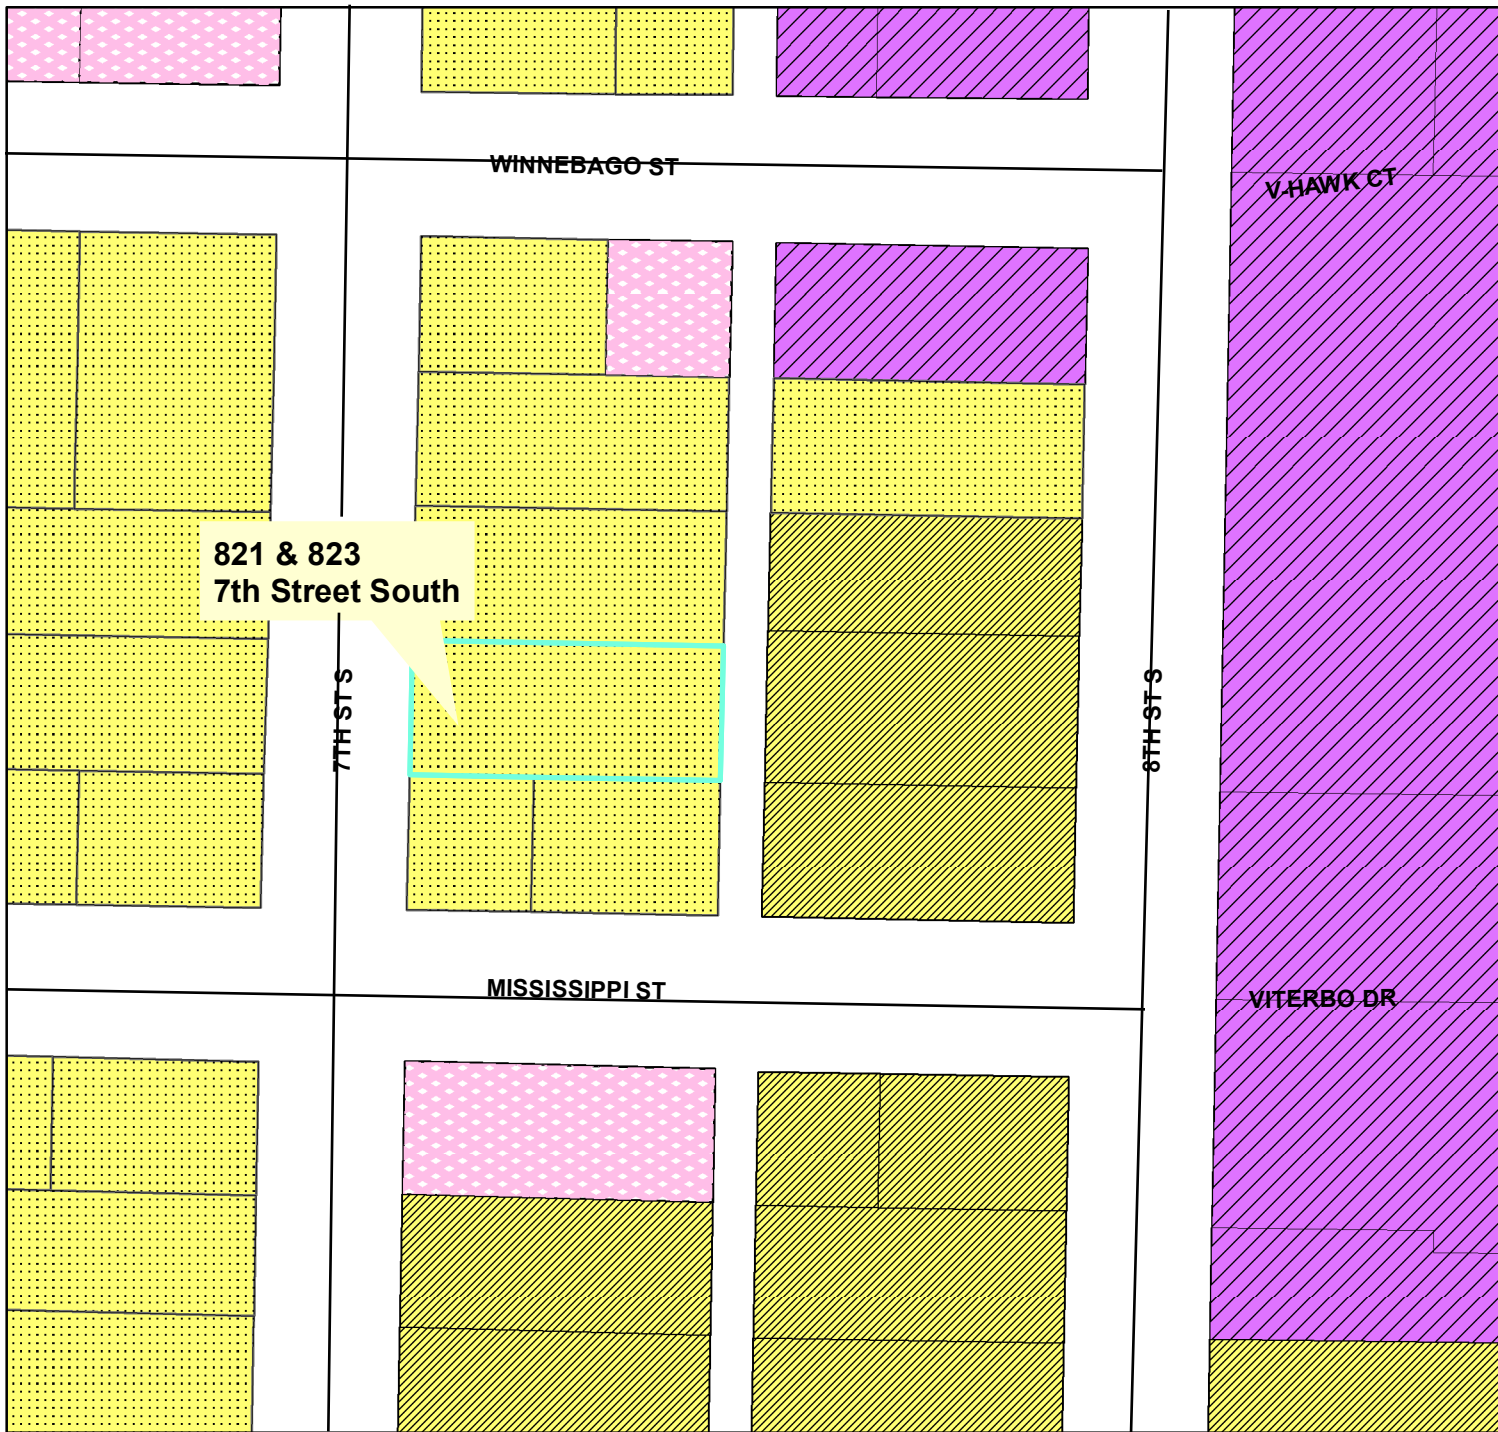 WINNEBAGO ST
V-HAWK CT
821 & 823
7th Street South
7TH ST S
8TH ST S
MISSISSIPPI ST
VITERBO DR